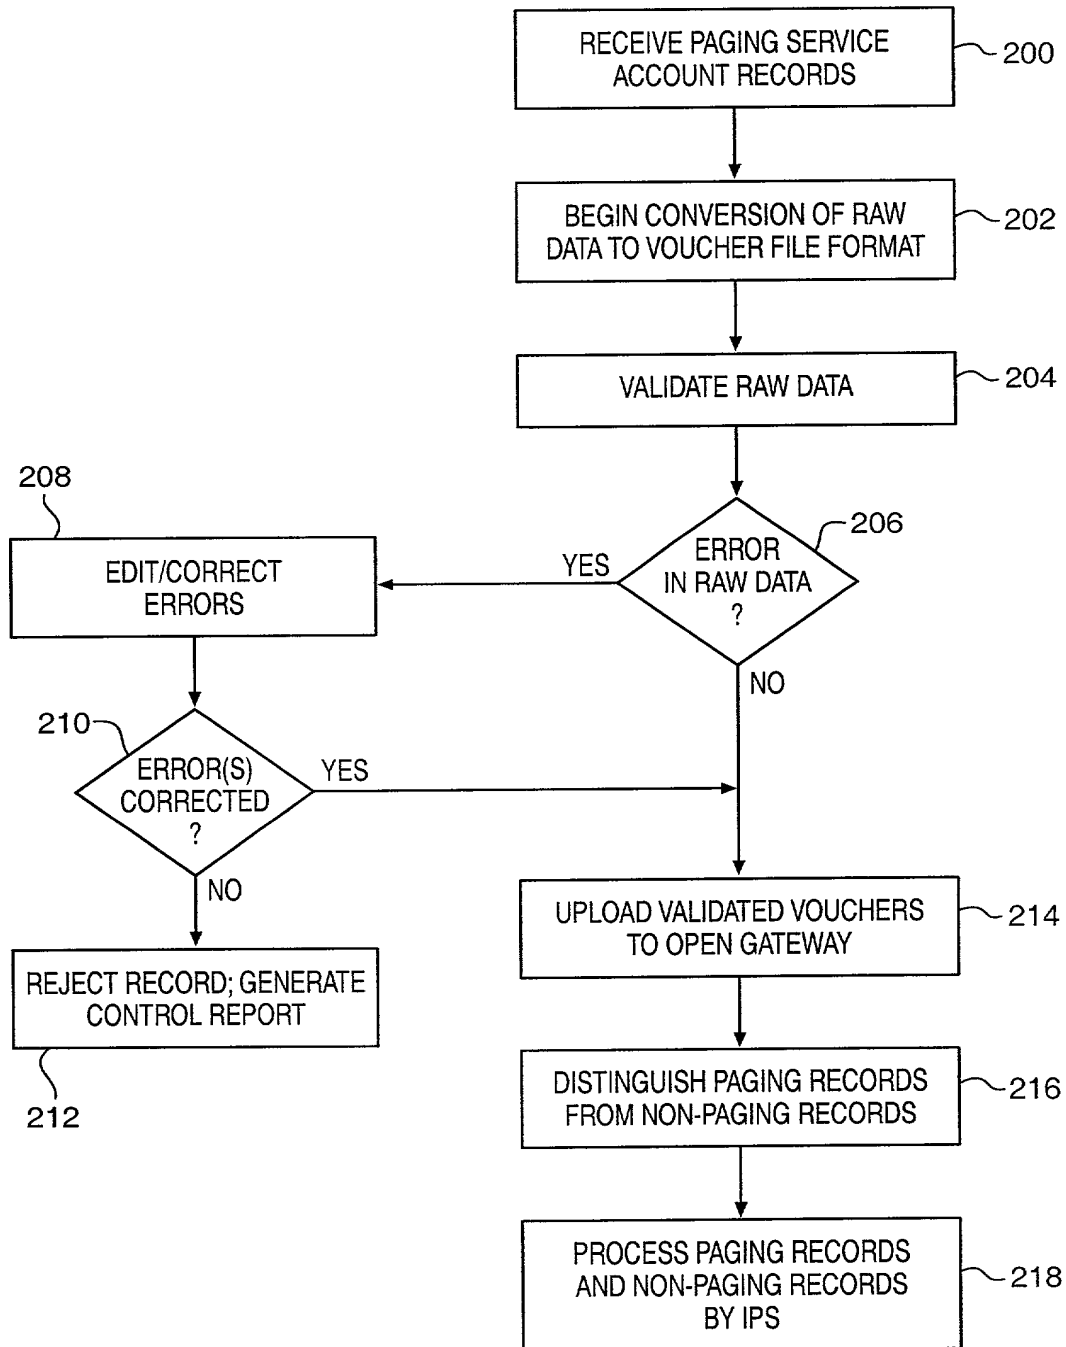 RECEIVE PAGING SERVICE
ACCOUNT RECORDS
200
BEGIN CONVERSION OF RAW
DATA TO VOUCHER FILE FORMAT
202
VALIDATE RAW DATA
204
206
ERROR
IN RAW DATA
?
YES
NO
208
EDIT/CORRECT
ERRORS
210
ERROR(S)
CORRECTED
?
YES
NO
REJECT RECORD; GENERATE
CONTROL REPORT
212
UPLOAD VALIDATED VOUCHERS
TO OPEN GATEWAY
214
DISTINGUISH PAGING RECORDS
FROM NON-PAGING RECORDS
216
PROCESS PAGING RECORDS
AND NON-PAGING RECORDS
BY IPS
218